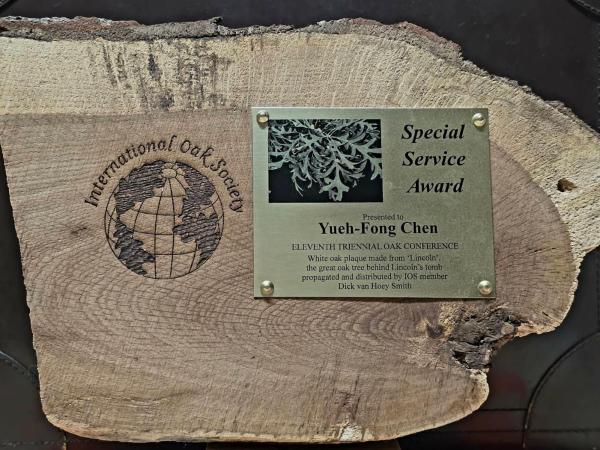 International Oak Society
Special
Service
Award
Presented to
Yueh-Fong Chen
ELEVENTH TRIENNIAL OAK CONFERENCE
White oak plaque made from 'Lincoln',
the great oak tree behind Lincoln's tomb
propagated and distributed by IOS member
Dick van Hoey Smith